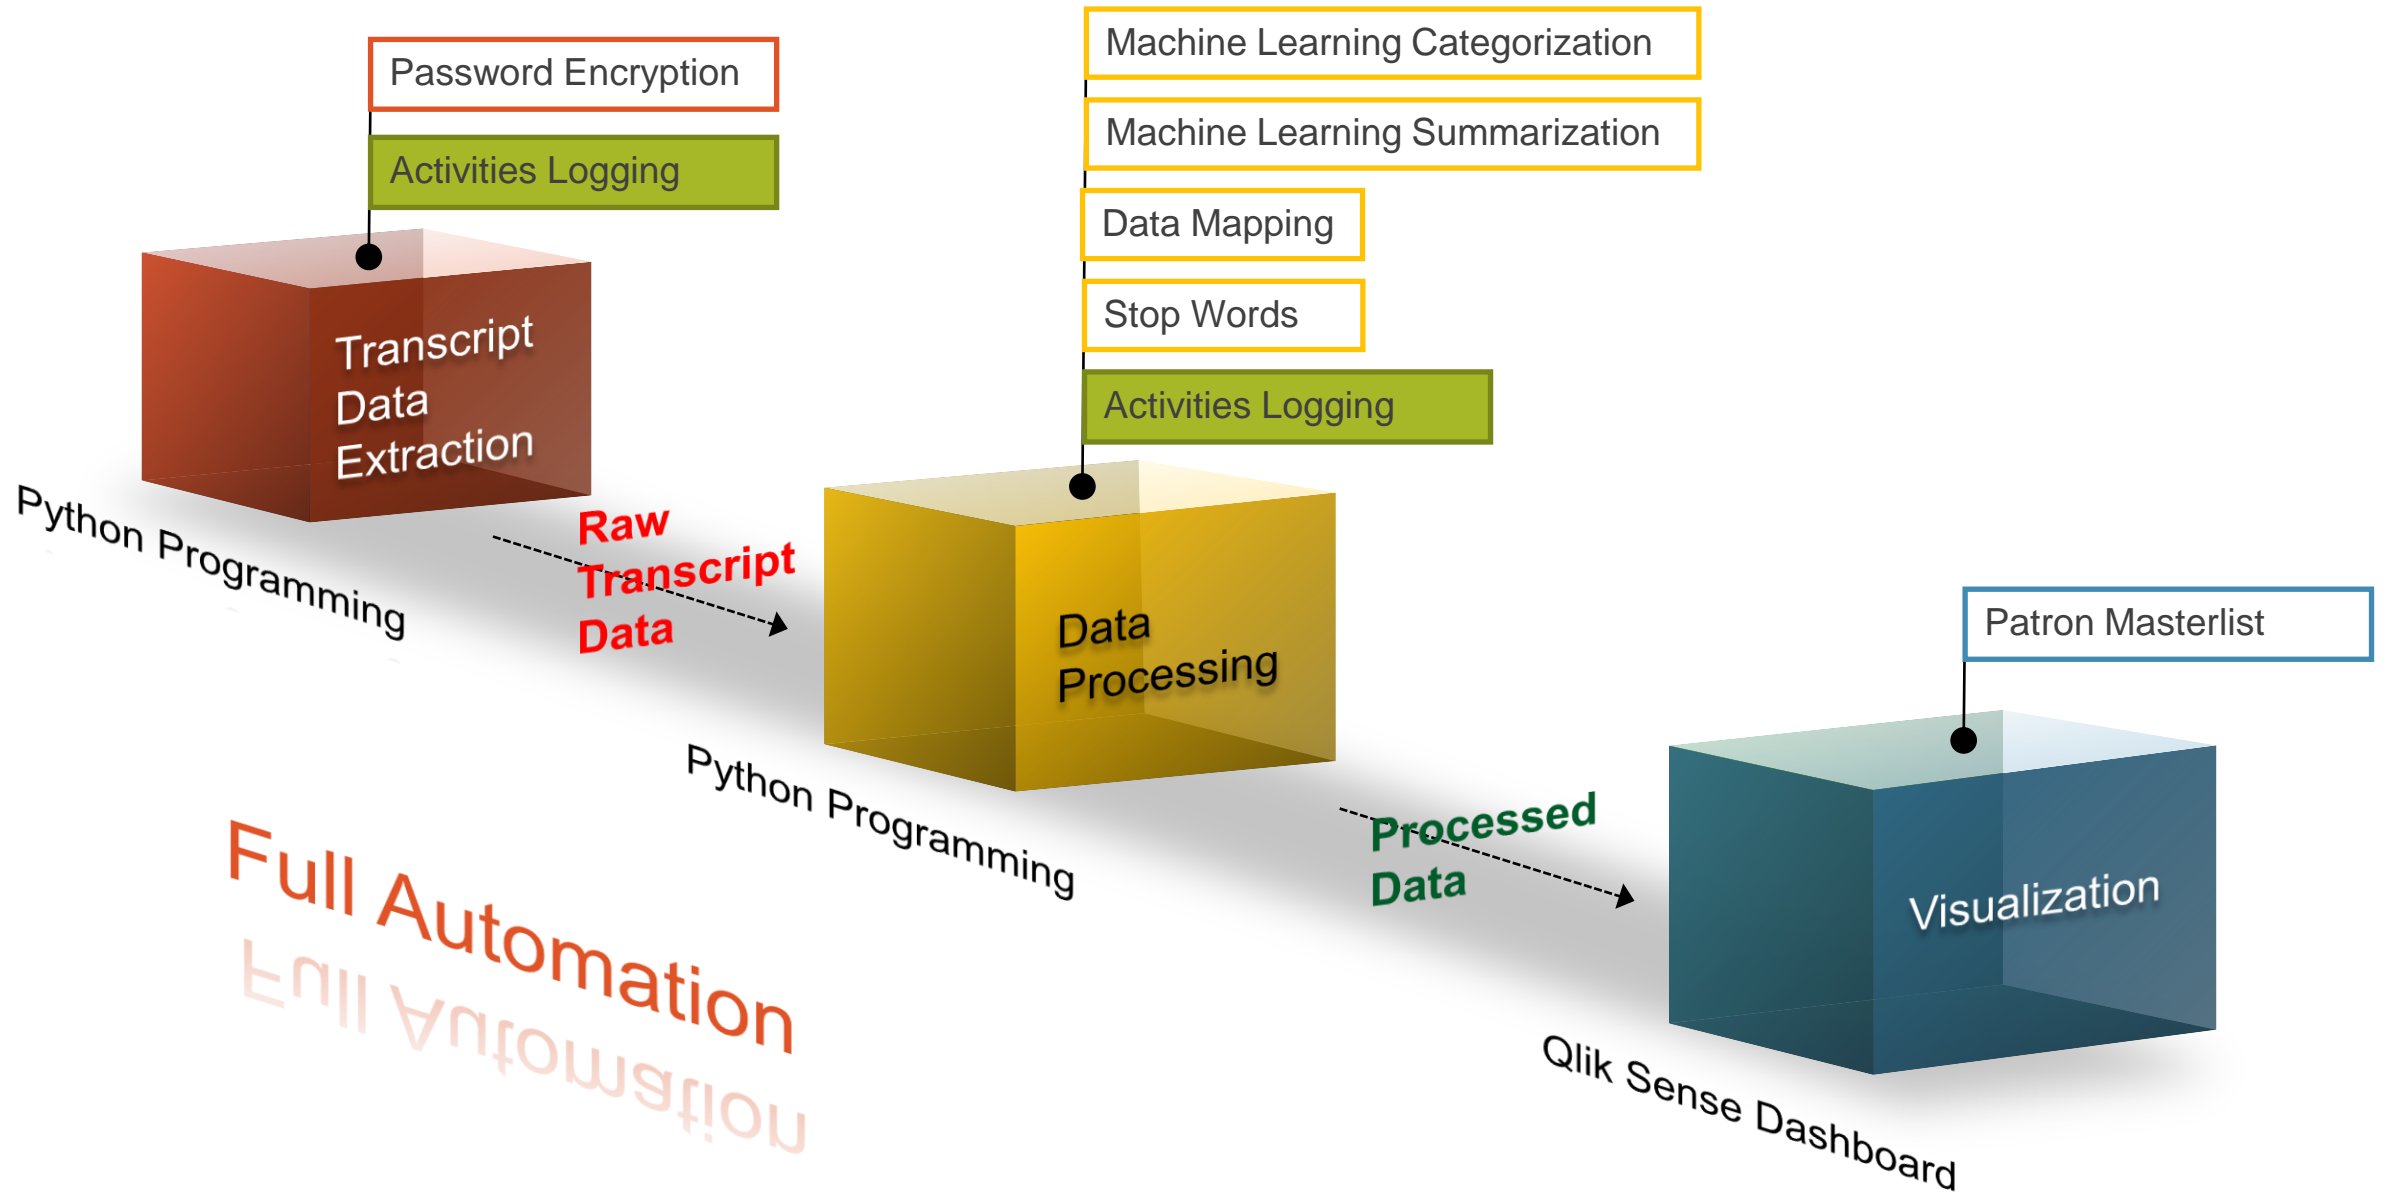 Password Encryption
Activities Logging
Transcript
Data
Extraction
Python Programming
Raw
Transcript
Data
Machine Learning Categorization
Machine Learning Summarization
Data Mapping
Stop Words
Activities Logging
Data
Processing
Python Programming
Processed
Data
Patron Masterlist
Visualization
Qlik Sense Dashboard
Full Automation